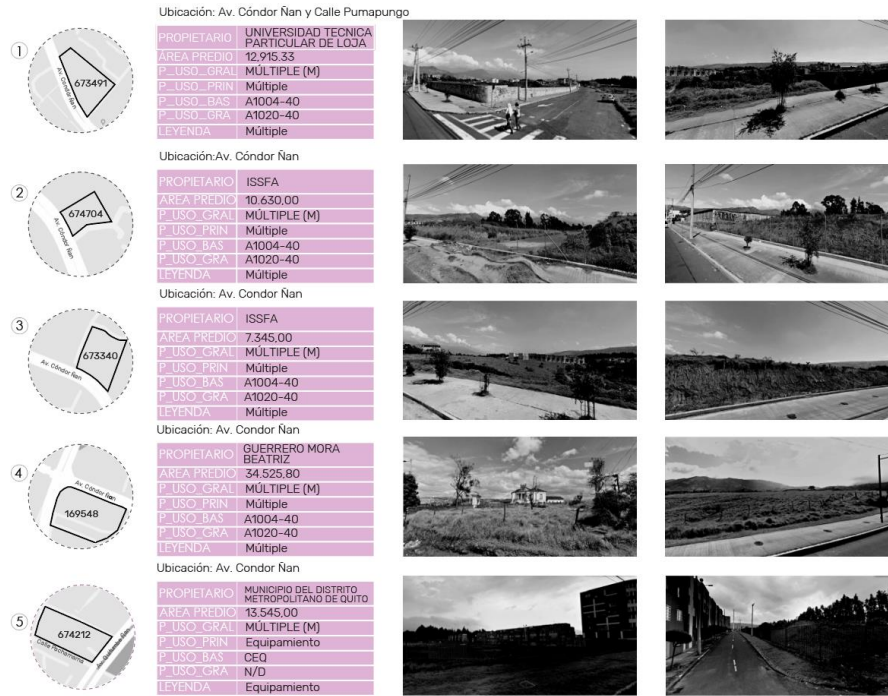 Ubicación: Av. Cóndor Ñan y Calle Pumapungo
1
673491
Av. Cóndor Ñan
PROPIETARIO UNIVERSIDAD TECNICA PARTICULAR DE LOJA
ÁREA PREDIO 12,915.33
P_USO_GRAL MÚLTIPLE (M)
P_USO_PRIN Múltiple
P_USO_BAS A1004-40
P_USO_GRA A1020-40
LEYENDA Múltiple
Ubicación:Av. Cóndor Ñan
2
674704
Av. Cóndor Ñan
PROPIETARIO ISSFA
ÁREA PREDIO 10.630,00
P_USO_GRAL MÚLTIPLE (M)
P_USO_PRIN Múltiple
P_USO_BAS A1004-40
P_USO_GRA A1020-40
LEYENDA Múltiple
Ubicación: Av. Condor Ñan
3
673340
Av. Cóndor Ñan
PROPIETARIO ISSFA
ÁREA PREDIO 7.345,00
P_USO_GRAL MÚLTIPLE (M)
P_USO_PRIN Múltiple
P_USO_BAS A1004-40
P_USO_GRA A1020-40
LEYENDA Múltiple
Ubicación: Av. Condor Ñan
4
Av. Cóndor Ñan
169548
PROPIETARIO GUERRERO MORA BEATRIZ
ÁREA PREDIO 34.525,80
P_USO_GRAL MÚLTIPLE (M)
P_USO_PRIN Múltiple
P_USO_BAS A1004-40
P_USO_GRA A1020-40
LEYENDA Múltiple
Ubicación: Av. Condor Ñan
5
674212
PROPIETARIO MUNICIPIO DEL DISTRITO METROPOLITANO DE QUITO
ÁREA PREDIO 13.545,00
P_USO_GRAL MÚLTIPLE (M)
P_USO_PRIN Equipamiento
P_USO_BAS CEQ
P_USO_GRA N/D
LEYENDA Equipamiento